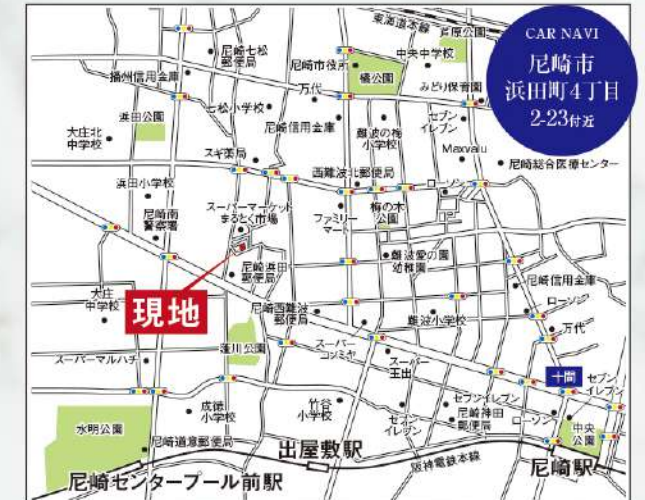 東海道本線
芦原公園
CAR NAVI
尼崎市
浜田町4丁目
2-23付近
尼崎七松
郵便局
尼崎市役所
橘公園
中央中学校
播州信用金庫
万代
みどり保育園
浜田公園
七松小学校
尼崎信用金庫
難波の梅
小学校
セブン
イレブン
大庄北
中学校
スギ薬局
Maxvalu
西難波北郵便局
尼崎総合医療センター
浜田小学校
ローソン
スーパーマーケット
まるとく市場
ファミリー
マート
梅の木
公園
尼崎南
警察署
尼崎浜田
郵便局
難波愛の園
幼稚園
尼崎信用金庫
大庄
中学校
現地
尼崎西難波
郵便局
難波小学校
ローソン
万代
蓬川公園
スーパー
コノミヤ
スーパー
玉出
スーパーマルハチ
十間
セブン
イレブン
成徳
小学校
竹谷
小学校
セブンイレブン
セブン
イレブン
尼崎神田
郵便局
ローソン
中央
公園
水明公園
尼崎道意郵便局
出屋敷駅
阪神電鉄本線
尼崎駅
尼崎センタープール前駅